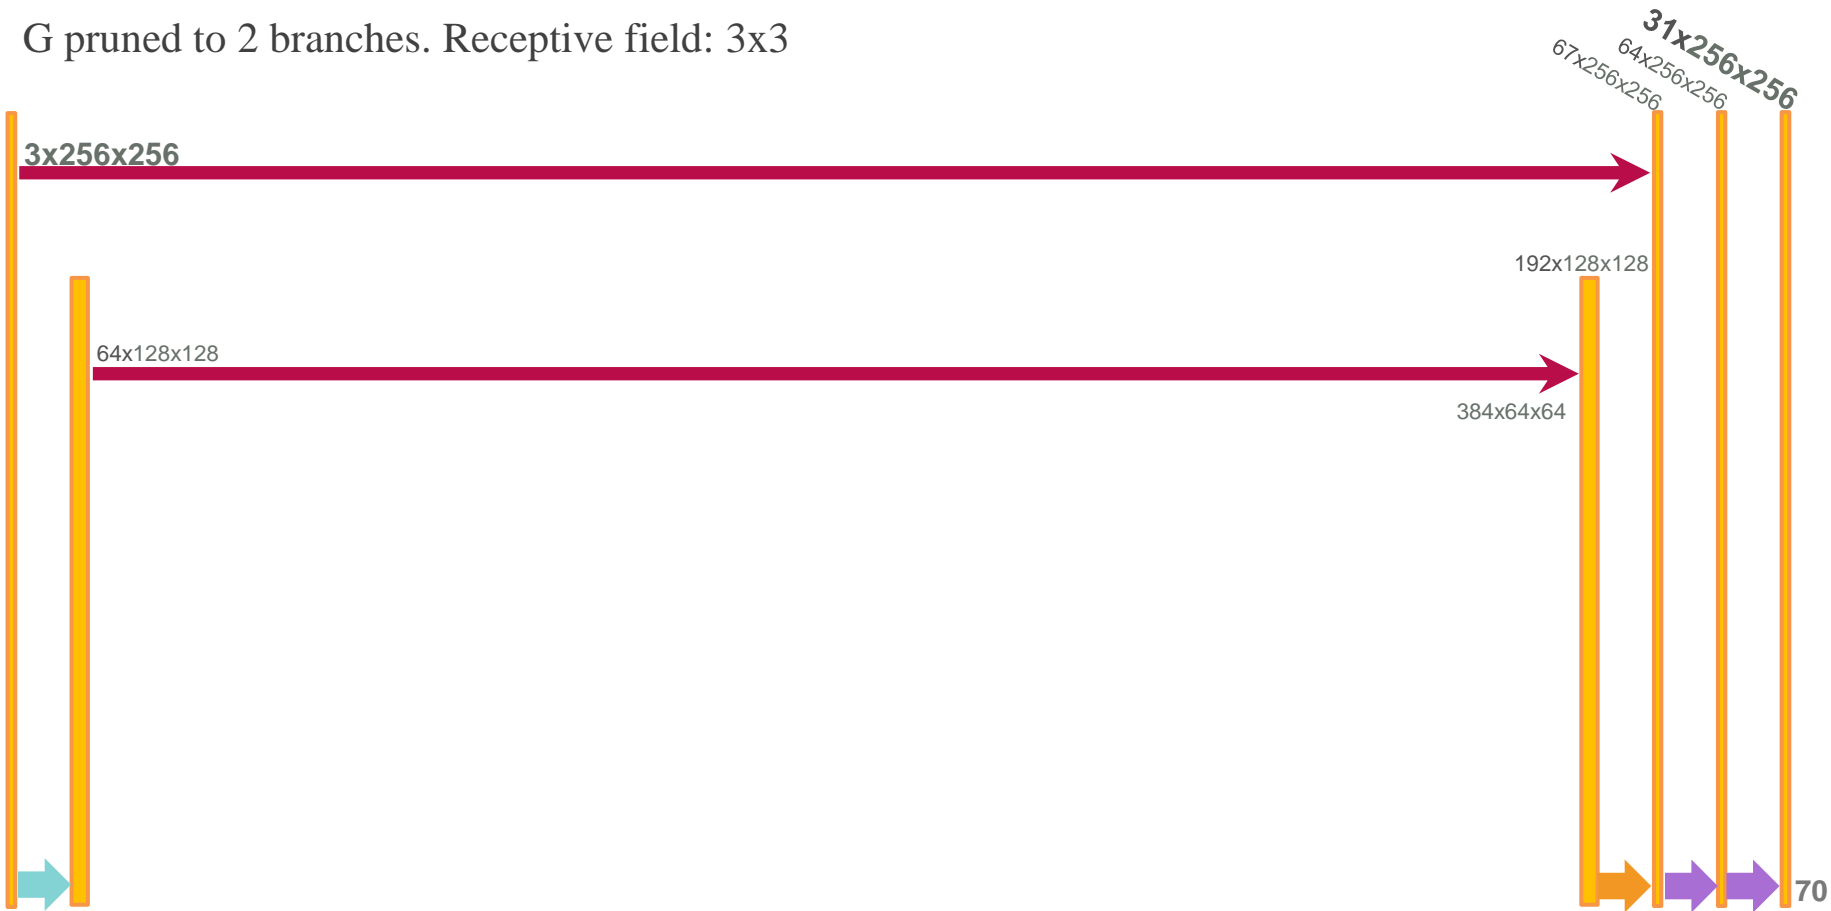 G pruned to 2 branches. Receptive field: 3x3
31x256x256
64x256x256
67x256x256
3x256x256
192x128x128
64x128x128
384x64x64
70